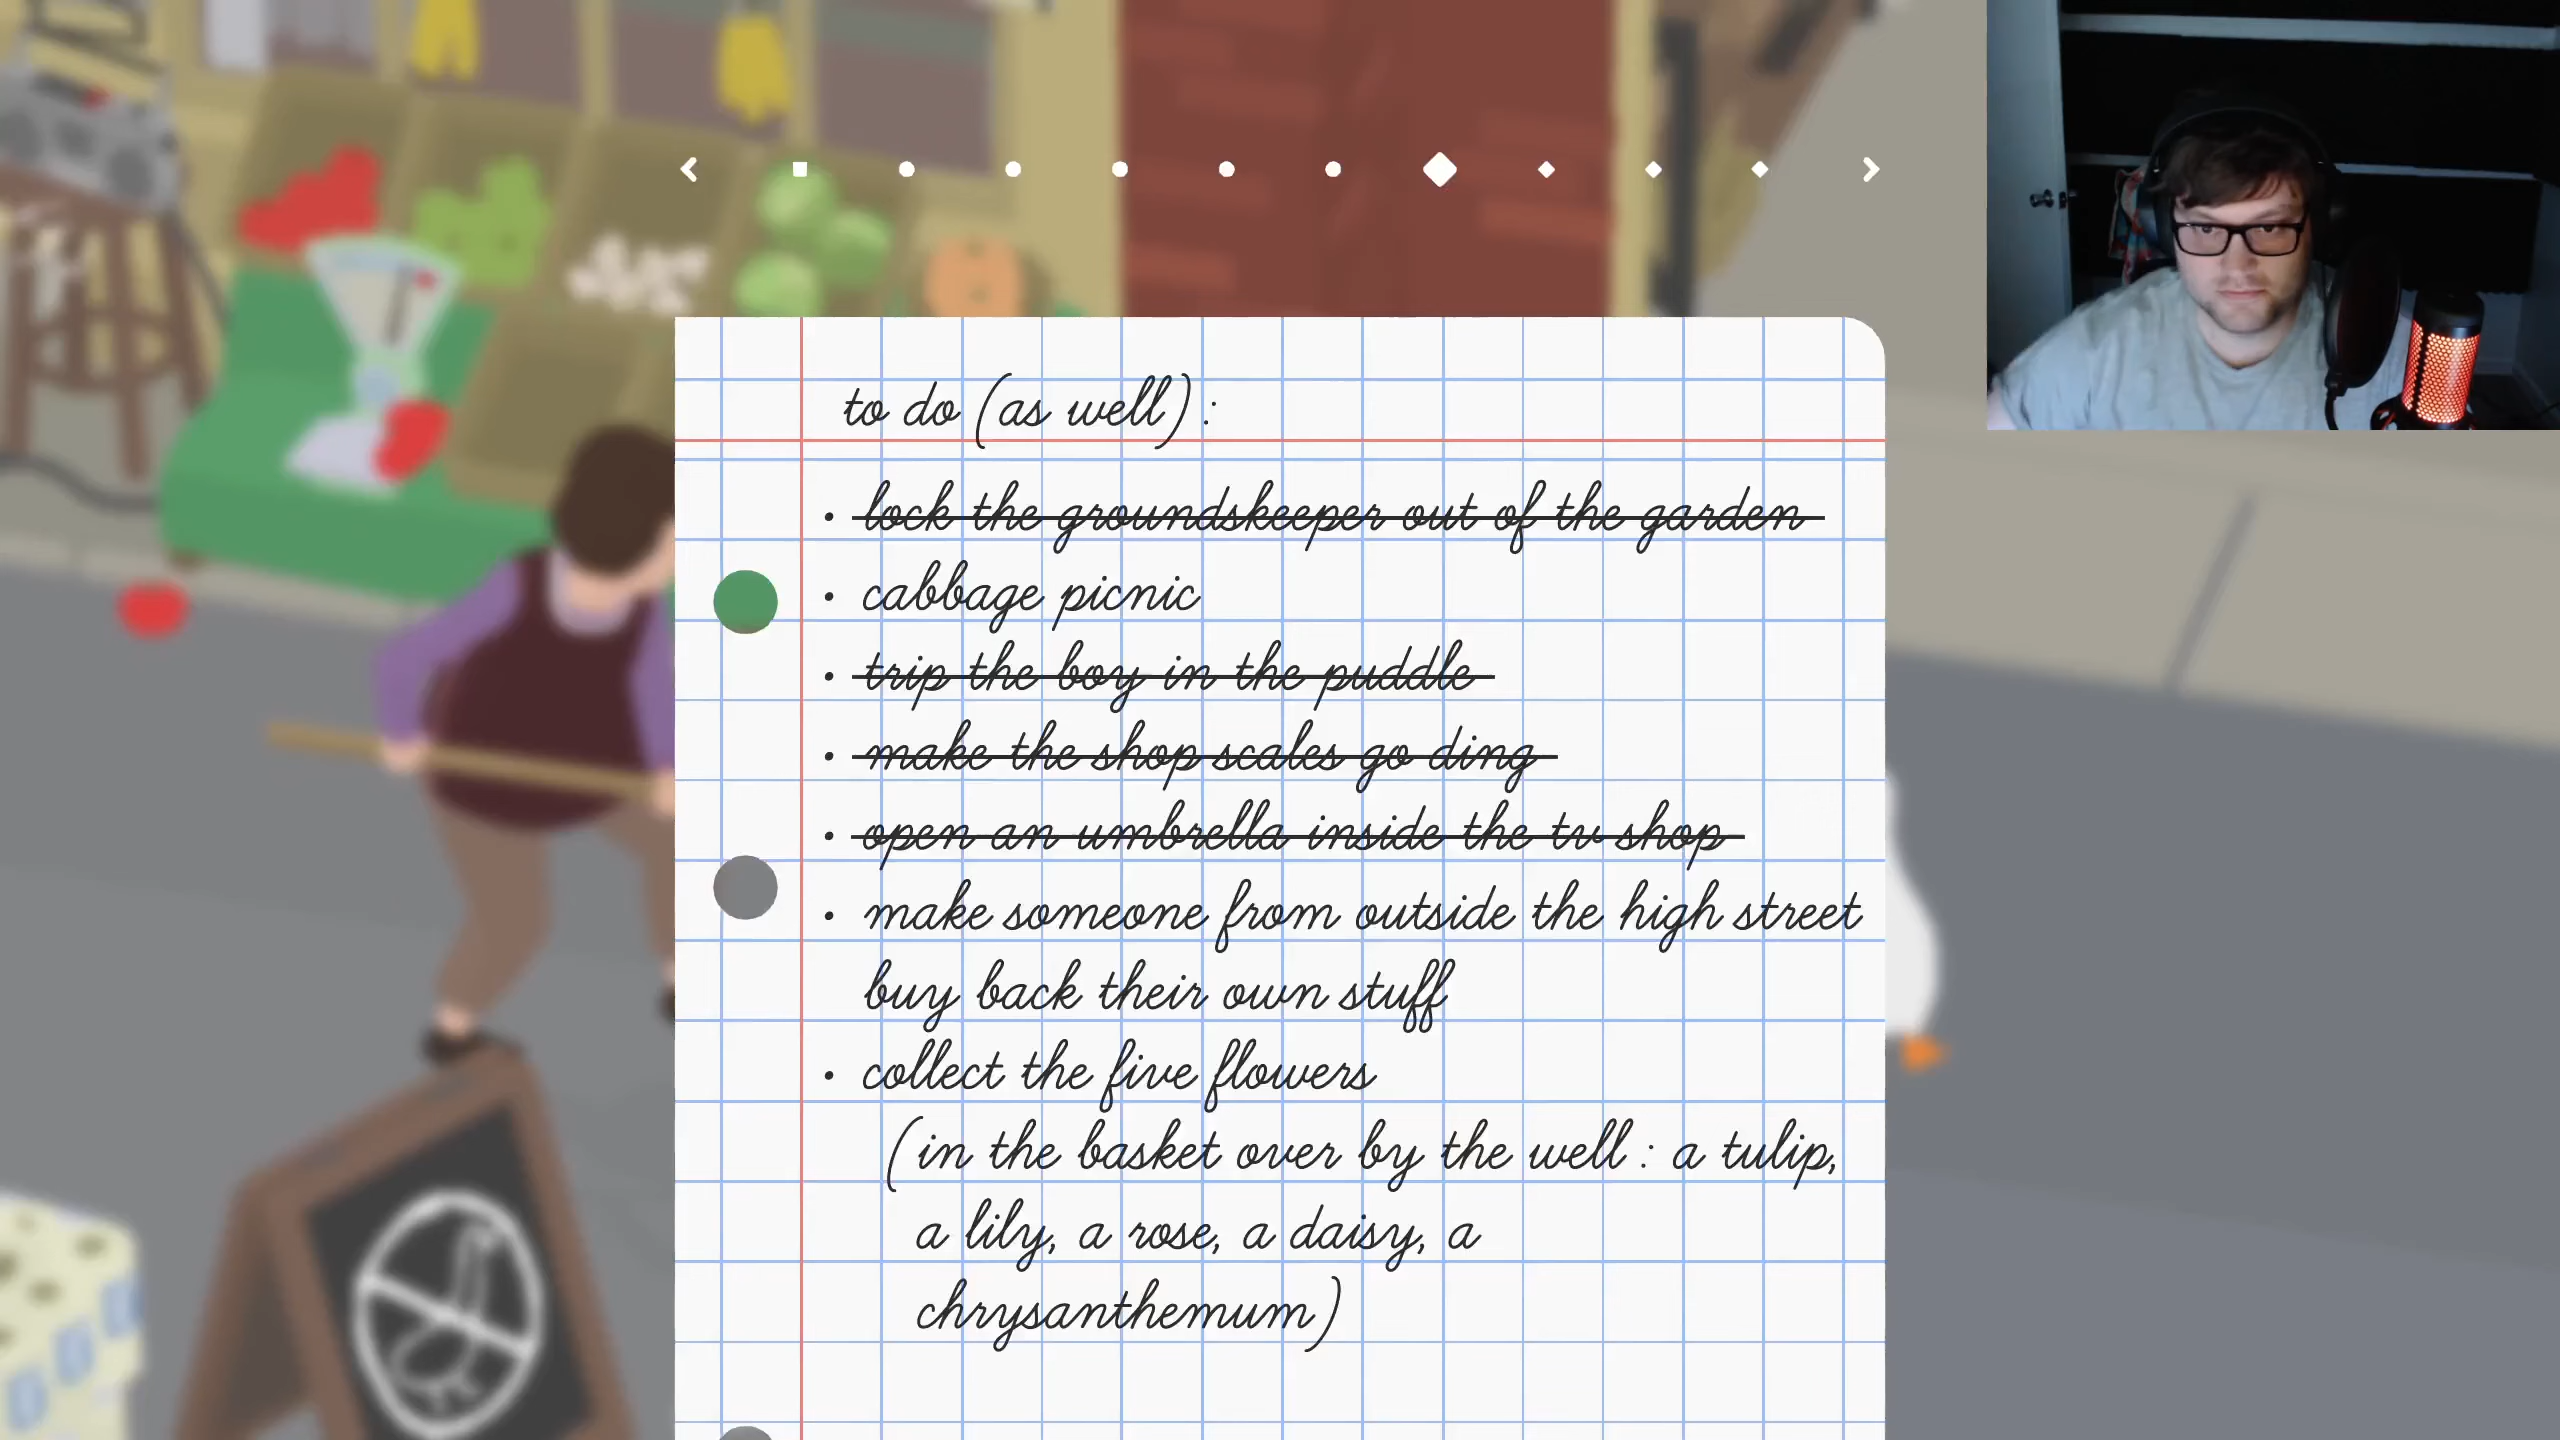 to do (as well) :
• lock the groundskeeper out of the garden
• cabbage picnic
• trip the boy in the puddle
• make the shop scales go ding
• open an umbrella inside the tv shop
• make someone from outside the high street
buy back their own stuff
• collect the five flowers
(in the basket over by the well : a tulip,
a lily, a rose, a daisy, a
chrysanthemum)